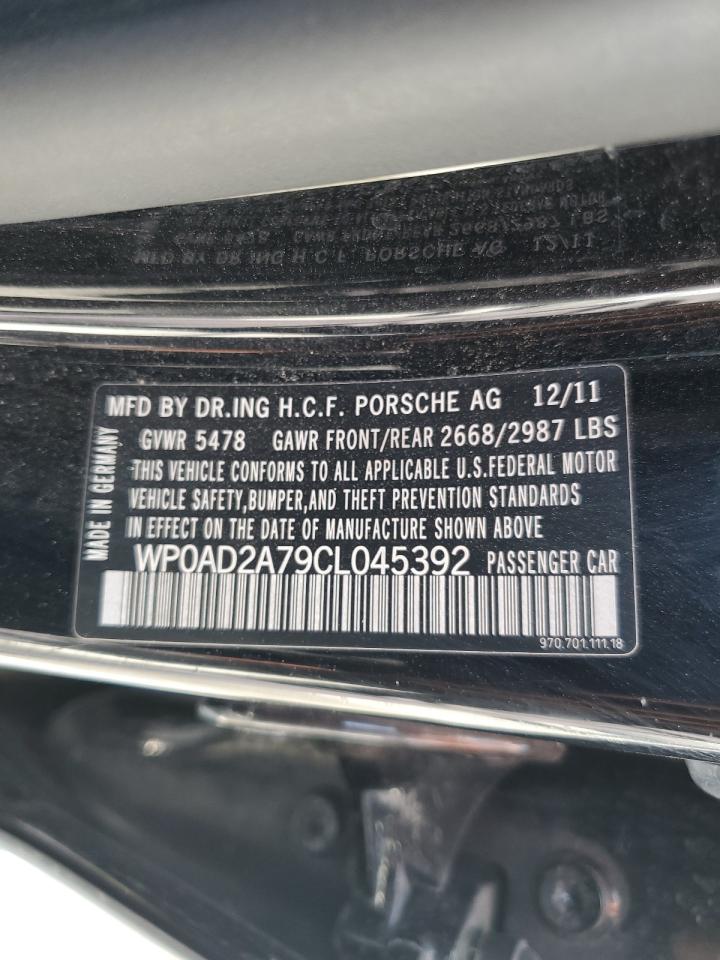 MFD BY DR.ING H.C.F. PORSCHE AG 12/11
GVWR 5478 GAWR FRONT/REAR 2668/2987 LBS
THIS VEHICLE CONFORMS TO ALL APPLICABLE U.S.FEDERAL MOTOR
VEHICLE SAFETY,BUMPER,AND THEFT PREVENTION STANDARDS
IN EFFECT ON THE DATE OF MANUFACTURE SHOWN ABOVE
WP0AD2A79CL045392 PASSENGER CAR
MADE IN GERMANY
970.701.111.18